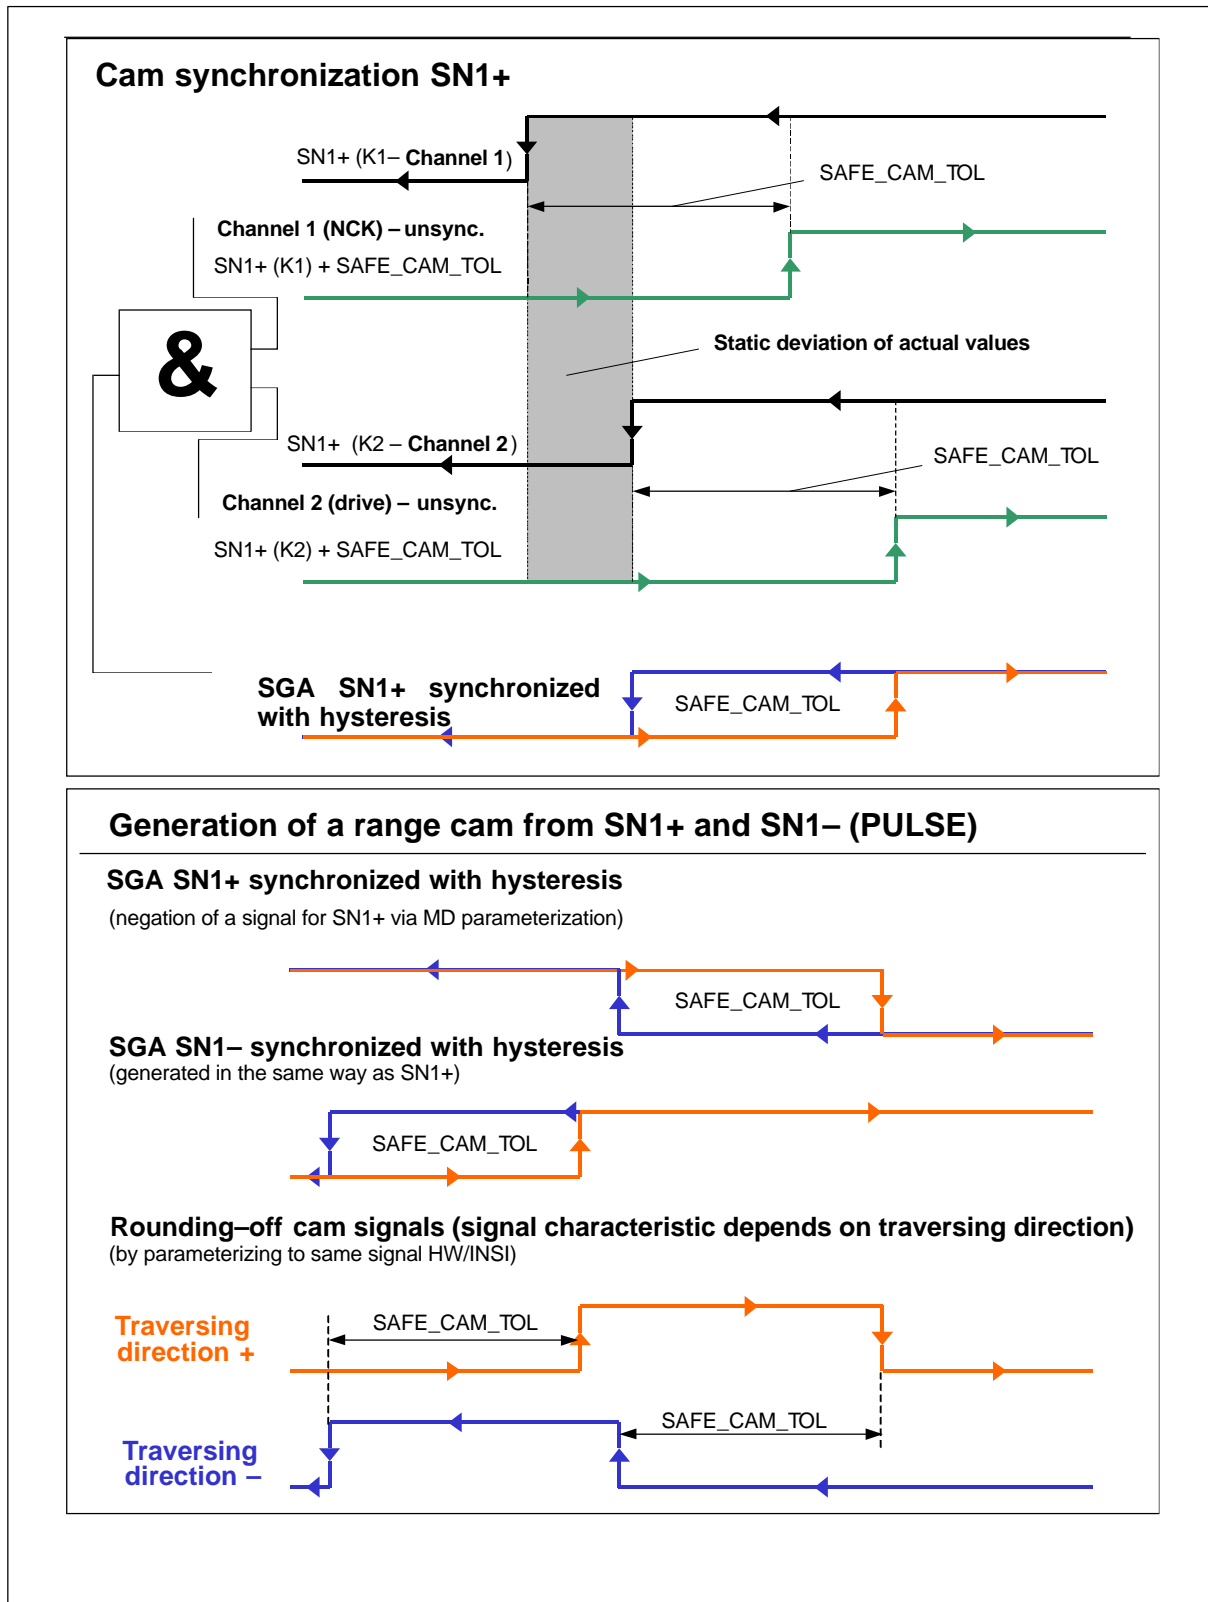 Cam synchronization SN1+
SN1+ (K1– Channel 1)
SAFE_CAM_TOL
Channel 1 (NCK) – unsync.
SN1+ (K1) + SAFE_CAM_TOL
&
Static deviation of actual values
SN1+ (K2 – Channel 2)
SAFE_CAM_TOL
Channel 2 (drive) – unsync.
SN1+ (K2) + SAFE_CAM_TOL
SGA SN1+ synchronized
with hysteresis
SAFE_CAM_TOL
Generation of a range cam from SN1+ and SN1– (PULSE)
SGA SN1+ synchronized with hysteresis
(negation of a signal for SN1+ via MD parameterization)
SAFE_CAM_TOL
SGA SN1– synchronized with hysteresis
(generated in the same way as SN1+)
SAFE_CAM_TOL
Rounding–off cam signals (signal characteristic depends on traversing direction)
(by parameterizing to same signal HW/INSI)
Traversing
direction +
SAFE_CAM_TOL
SAFE_CAM_TOL
Traversing
direction –